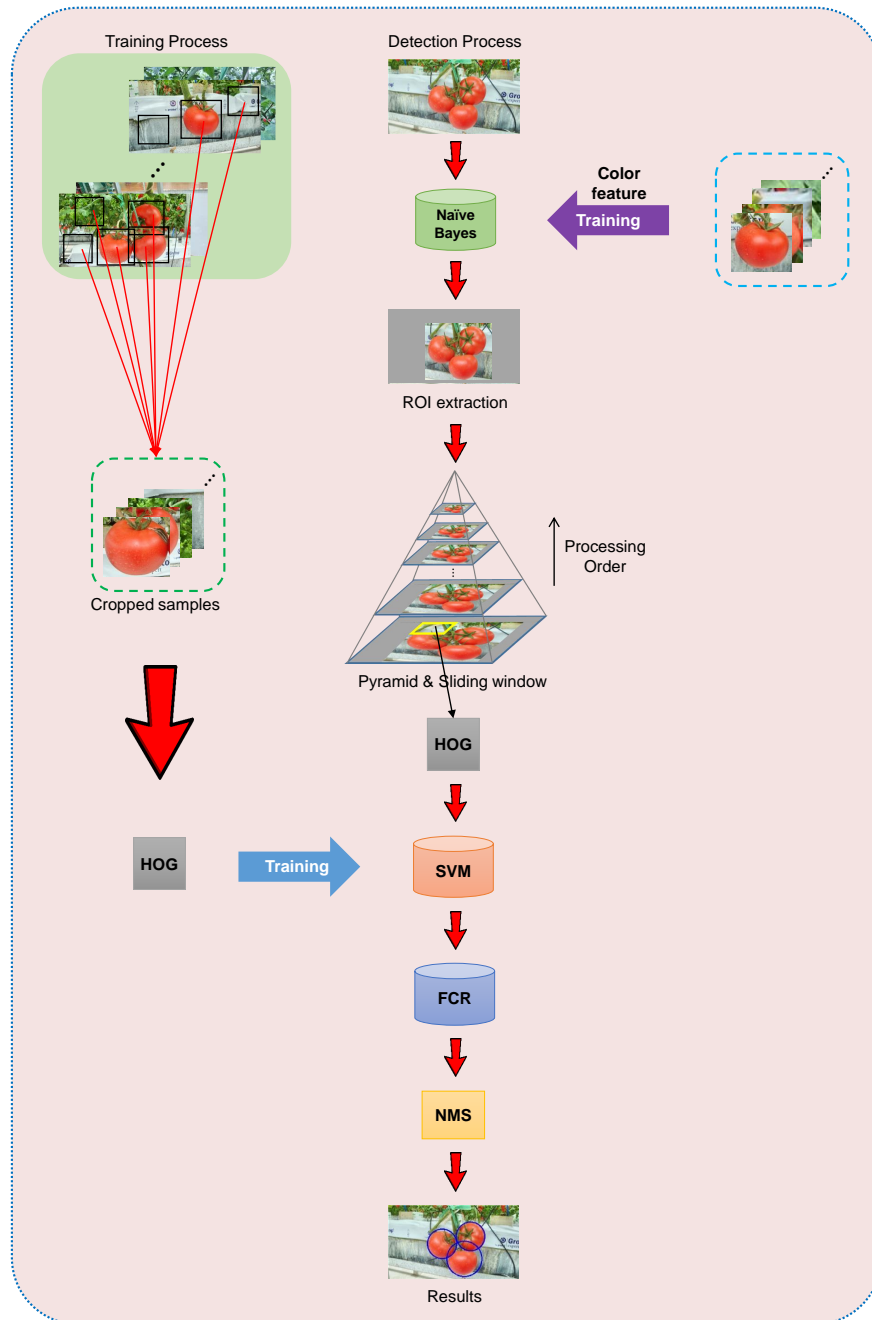 Training Process
Detection Process
Color
feature
Training
Naïve
Bayes
ROI extraction
Processing
Order
Cropped samples
Pyramid & Sliding window
HOG
HOG
Training
SVM
FCR
NMS
Results